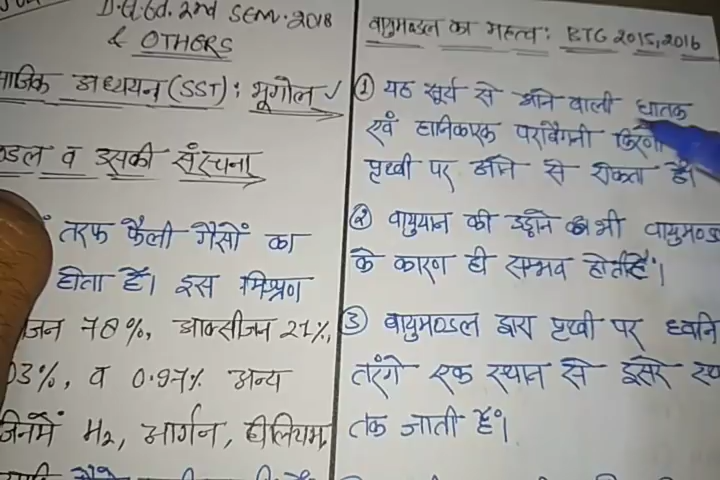 D.El.Ed. 2nd SEM. 2018
& OTHERS
माजिक अध्ययन (SST) : भूगोल
ण्डल व इसकी संरचना
तरफ फैली गैसों का
होता है। इस मिश्रण
जन 78%, आक्सीजन 21%,
03%, व 0.97% अन्य
जिनमें H2, आर्गन, हीलियम,
वायुमण्डल का महत्व : BTC 2015, 2016
① यह सूर्य से आने वाली घातक
एवं हानिकारक पराबैंगनी किरणों
पृथ्वी पर आने से रोकता है।
② वायुयान की उड़ाने भी वायुमण्ड
के कारण ही सम्भव होती हैं।
③ वायुमण्डल द्वारा पृथ्वी पर ध्वनि
तरंगे एक स्थान से दूसरे स्थ
तक जाती हैं।